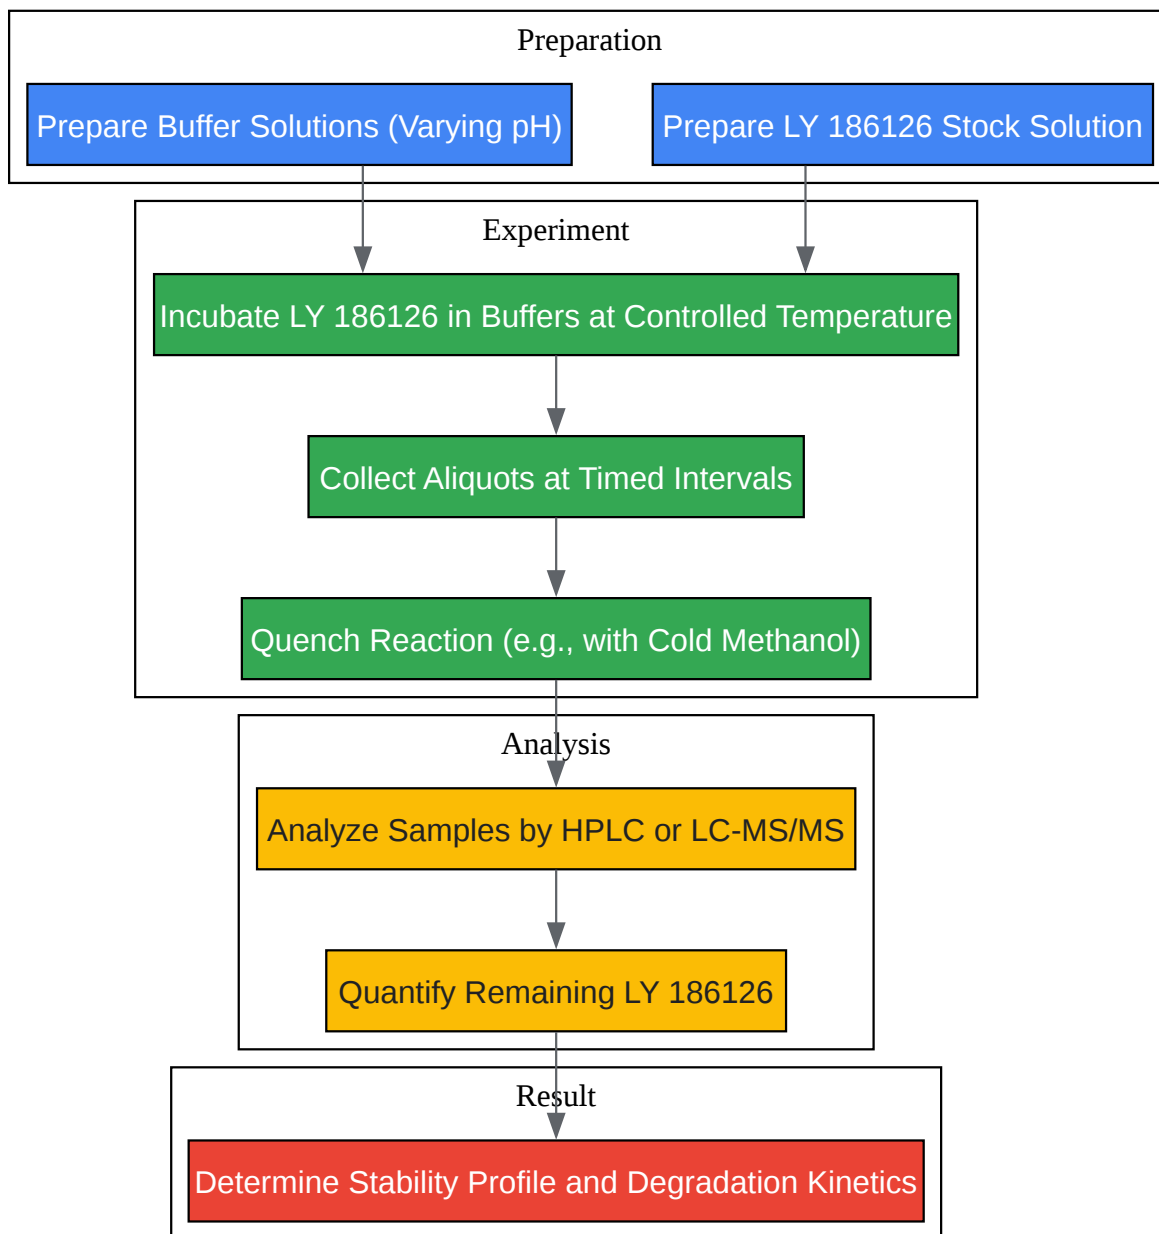 Preparation
Prepare Buffer Solutions (Varying pH)
Prepare LY 186126 Stock Solution
Experiment
Incubate LY 186126 in Buffers at Controlled Temperature
Collect Aliquots at Timed Intervals
Quench Reaction (e.g., with Cold Methanol)
Analysis
Analyze Samples by HPLC or LC-MS/MS
Quantify Remaining LY 186126
Result
Determine Stability Profile and Degradation Kinetics